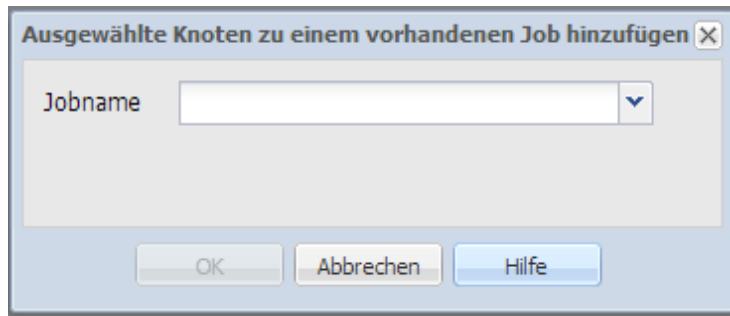 Ausgewählte Knoten zu einem vorhandenen Job hinzufügen
Jobname
OK Abbrechen Hilfe